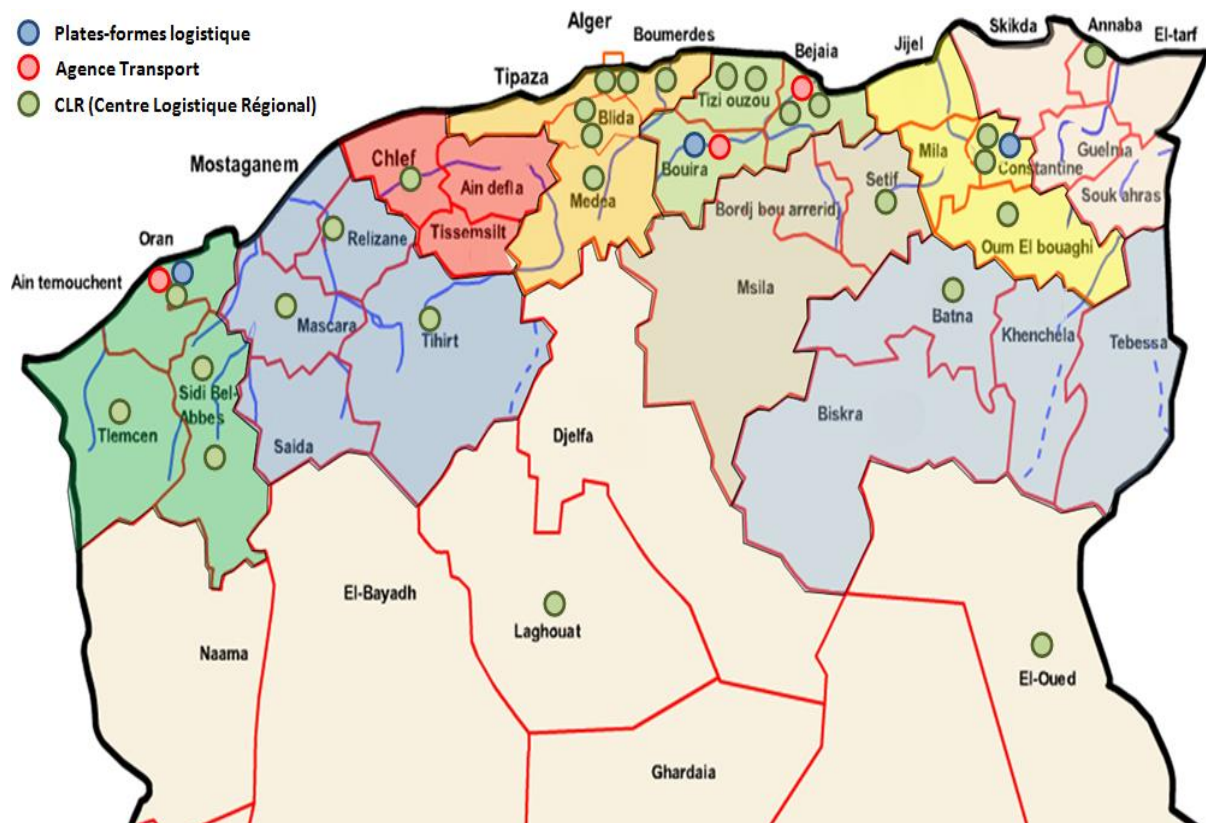 Plates-formes logistique
Agence Transport
CLR (Centre Logistique Régional)
Alger
Boumerdes
Skikda
Annaba
El-tarf
Jijel
Bejaia
Tipaza
Tizi ouzou
Blida
Mostaganem
Chlef
Ain defla
Tissemsilt
Medea
Bouira
Setif
Mila
Constantine
Guelma
Souk ahras
Bordj bou arreridj
Oum El bouaghi
Oran
Relizane
Ain temouchent
Mascara
Tihirt
Msila
Batna
Khenchela
Tebessa
Sidi Bel-
Abbes
Tlemcen
Saida
Djelfa
Biskra
El-Bayadh
Laghouat
Naama
El-Oued
Ghardaia